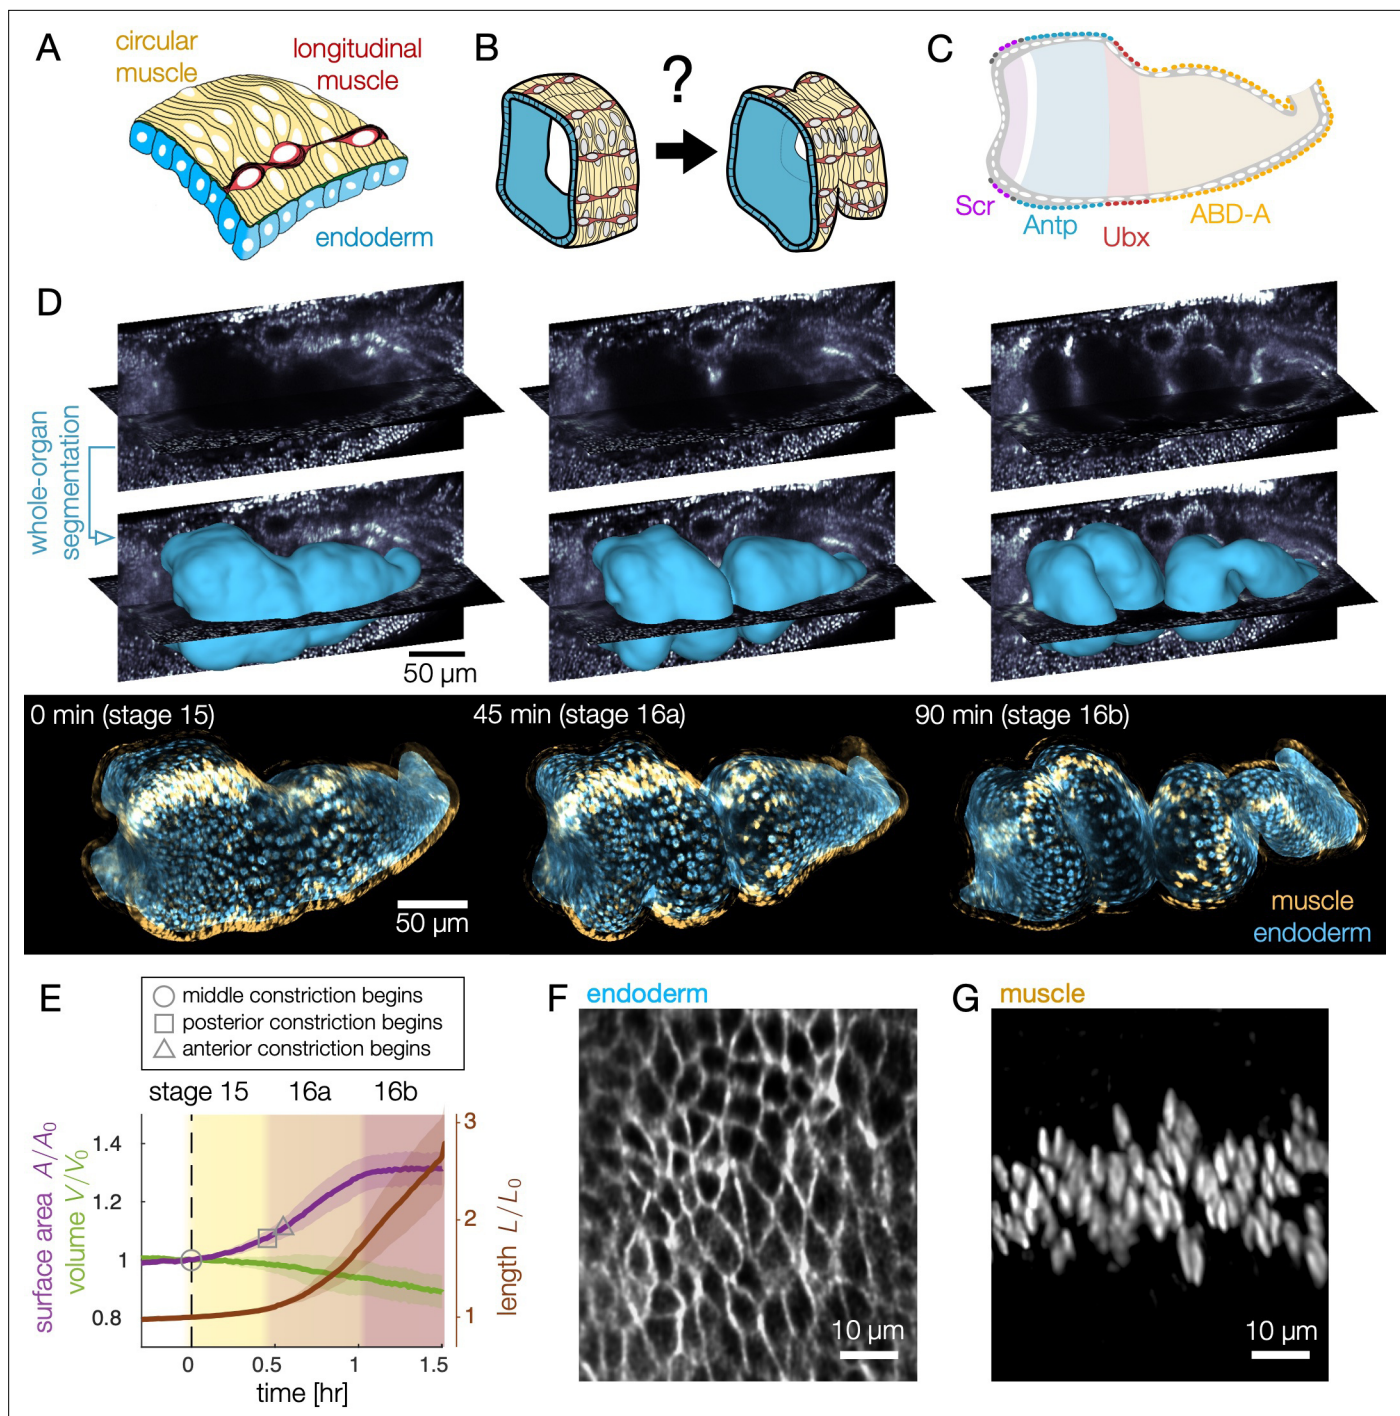 A
circular
muscle
longitudinal
muscle
endoderm
B
?
C
Scr
Antp
Ubx
ABD-A
D
whole-organ
segmentation
50 µm
0 min (stage 15)
45 min (stage 16a)
90 min (stage 16b)
50 µm
muscle
endoderm
E
middle constriction begins
posterior constriction begins
anterior constriction begins
stage 15
16a
16b
surface area A/A0
volume V/V0
1.4
1.2
1
0.8
3
2
1
length L/L0
0
0.5
1
1.5
time [hr]
F
endoderm
10 µm
G
muscle
10 µm